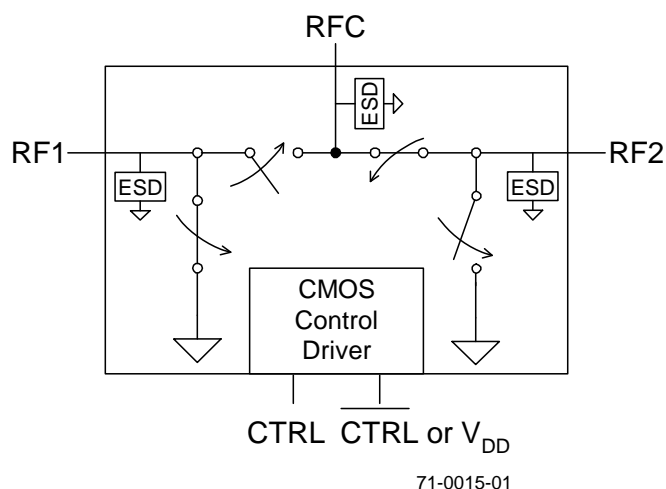 RFC
ESD
RF1
RF2
ESD
ESD
CMOS
Control
Driver
CTRL CTRL or VDD
71-0015-01